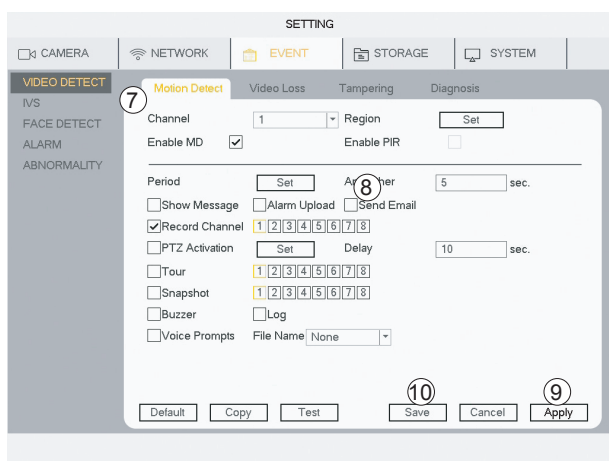 SETTING
CAMERA NETWORK EVENT STORAGE SYSTEM
VIDEO DETECT
IVS
FACE DETECT
ALARM
ABNORMALITY
7
Motion Detect Video Loss Tampering Diagnosis
Channel 1 Region Set
Enable MD Enable PIR
Period Set 5 sec.
8
Show Message Alarm Upload Send Email
Record Channel 1 2 3 4 5 6 7 8
PTZ Activation Set Delay 10 sec.
Tour 1 2 3 4 5 6 7 8
Snapshot 1 2 3 4 5 6 7 8
Buzzer Log
Voice Prompts File Name None
10 9
Default Copy Test Save Cancel Apply